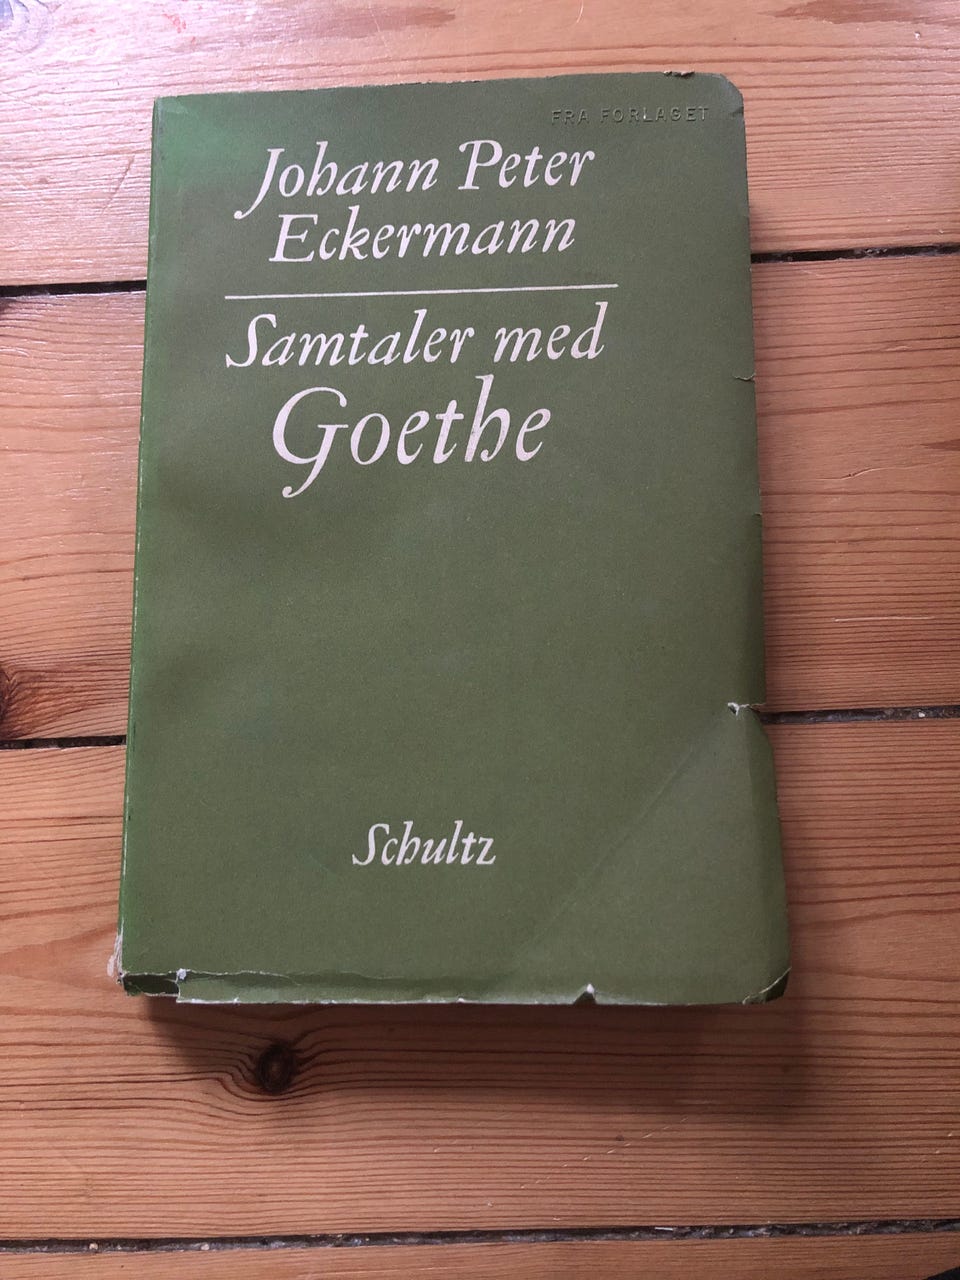 FRA FORLAGET
Johann Peter
Eckermann
Samtaler med
Goethe
Schultz